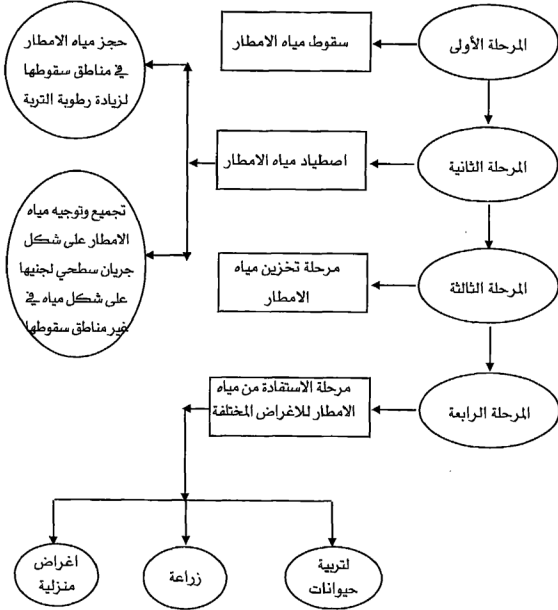 المرحلة الأولى
سقوط مياه الامطار
حجز مياه الامطار
في مناطق سقوطها
لزيادة رطوبة التربة
المرحلة الثانية
اصطياد مياه الامطار
تجميع وتوجيه مياه
الامطار على شكل
جريان سطحي لجنيها
على شكل مياه في
غير مناطق سقوطها
المرحلة الثالثة
مرحلة تخزين مياه
الامطار
المرحلة الرابعة
مرحلة الاستفادة من مياه
الامطار للاغراض المختلفة
لتربية
حيوانات
زراعة
اغراض
منزلية